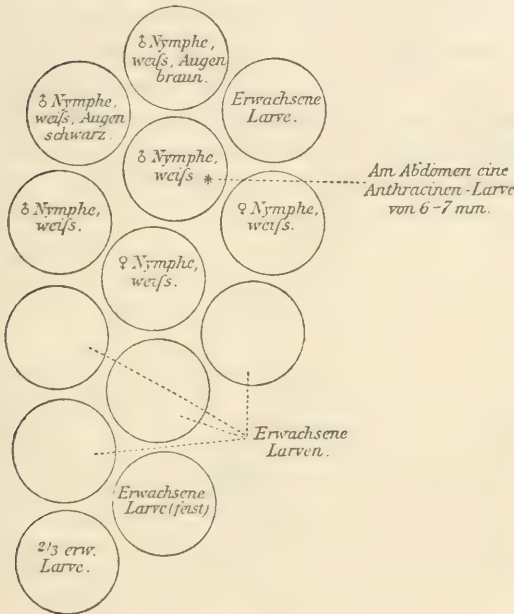 ♂ Nymphe,
weiſs, Augen
braun.
♂ Nymphe,
weiſs, Augen
schwarz.
Erwachsene
Larve.
♂ Nymphe,
weiſs *
Am Abdomen eine
Anthracinen-Larve
von 6-7 mm.
♂ Nymphe,
weiſs.
♀ Nymphe,
weiſs.
♀ Nymphe,
weiſs.
Erwachsene
Larven.
Erwachsene
Larve (feist)
2/3 erw.
Larve.